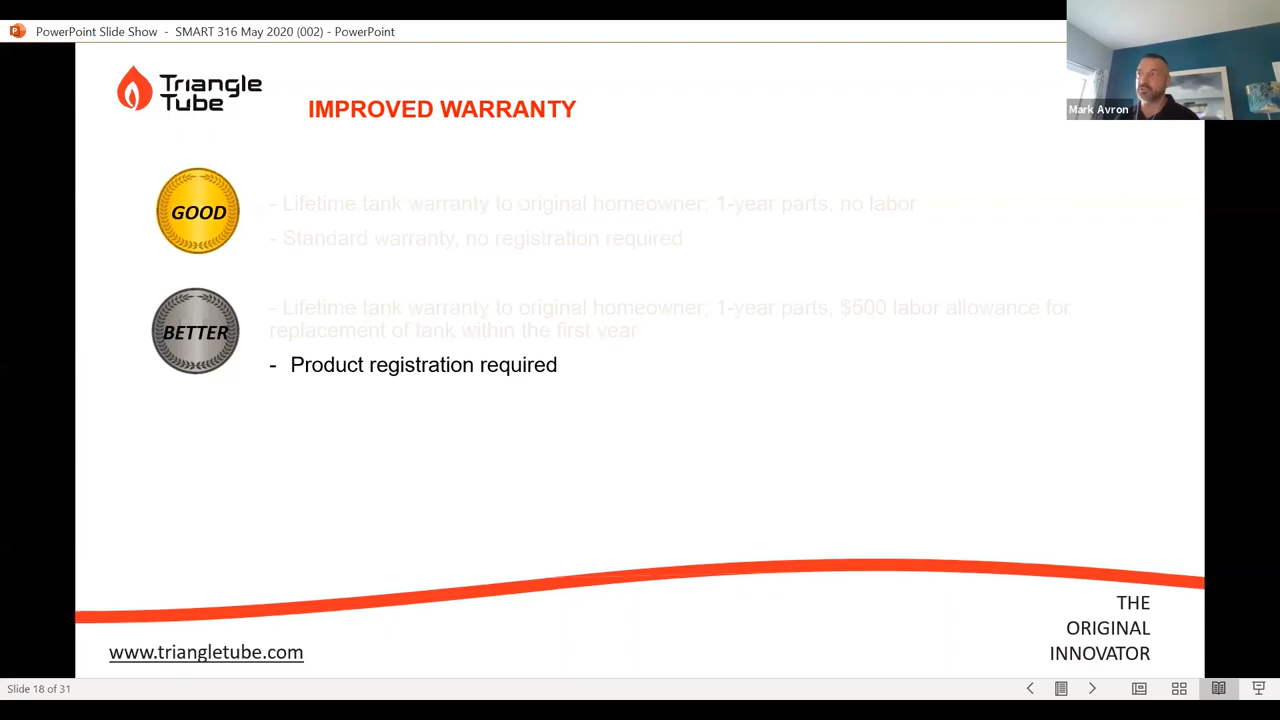 PowerPoint Slide Show - SMART 316 May 2020 (002) - PowerPoint
Triangle
Tube
IMPROVED WARRANTY
Mark Avron
GOOD
- Lifetime tank warranty to original homeowner; 1-year parts, no labor
- Standard warranty, no registration required
BETTER
- Lifetime tank warranty to original homeowner; 1-year parts, $500 labor allowance for
replacement of tank within the first year
- Product registration required
THE
ORIGINAL
INNOVATOR
www.triangletube.com
Slide 18 of 31